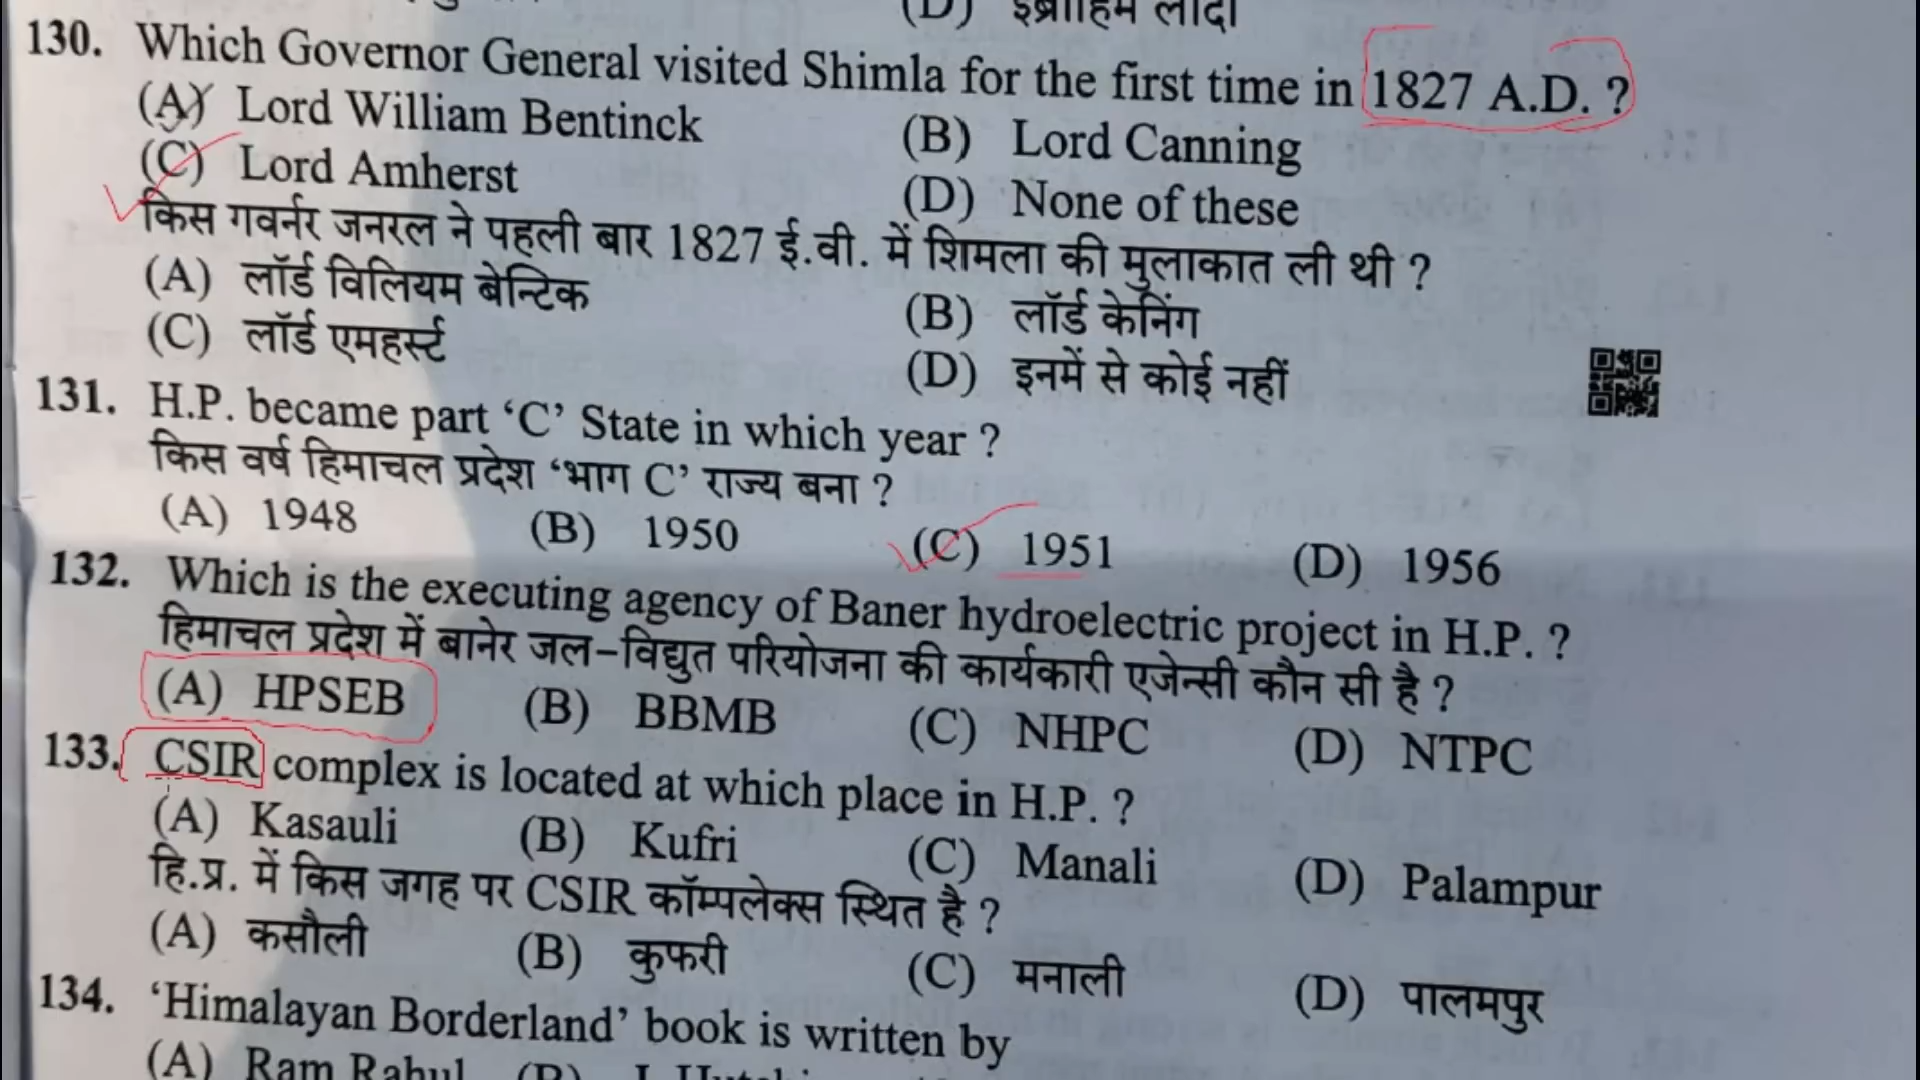 (D) इब्राहिम लोदी
130. Which Governor General visited Shimla for the first time in 1827 A.D. ?
(A) Lord William Bentinck (B) Lord Canning
(C) Lord Amherst (D) None of these
किस गवर्नर जनरल ने पहली बार 1827 ई.वी. में शिमला की मुलाकात ली थी ?
(A) लॉर्ड विलियम बेन्टिक (B) लॉर्ड केनिंग
(C) लॉर्ड एमहर्स्ट (D) इनमें से कोई नहीं
131. H.P. became part ‘C’ State in which year ?
किस वर्ष हिमाचल प्रदेश ‘भाग C’ राज्य बना ?
(A) 1948 (B) 1950 (C) 1951 (D) 1956
132. Which is the executing agency of Baner hydroelectric project in H.P. ?
हिमाचल प्रदेश में बानेर जल-विद्युत परियोजना की कार्यकारी एजेन्सी कौन सी है ?
(A) HPSEB (B) BBMB (C) NHPC (D) NTPC
133. CSIR complex is located at which place in H.P. ?
(A) Kasauli (B) Kufri (C) Manali (D) Palampur
हि.प्र. में किस जगह पर CSIR कॉम्पलेक्स स्थित है ?
(A) कसौली (B) कुफरी (C) मनाली (D) पालमपुर
134. ‘Himalayan Borderland’ book is written by
(A) Ram Rahul (B) J.